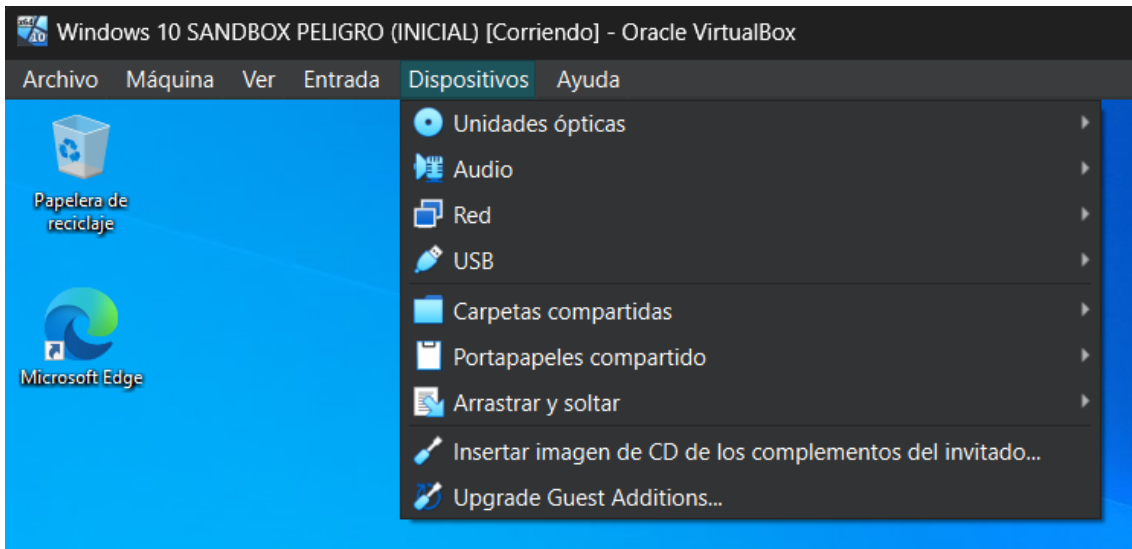 Windows 10 SANDBOX PELIGRO (INICIAL) [Corriendo] - Oracle VirtualBox
Archivo Máquina Ver Entrada Dispositivos Ayuda
Unidades ópticas
Audio
Red
USB
Carpetas compartidas
Portapapeles compartido
Arrastrar y soltar
Insertar imagen de CD de los complementos del invitado...
Upgrade Guest Additions...
Papelera de
reciclaje
Microsoft Edge